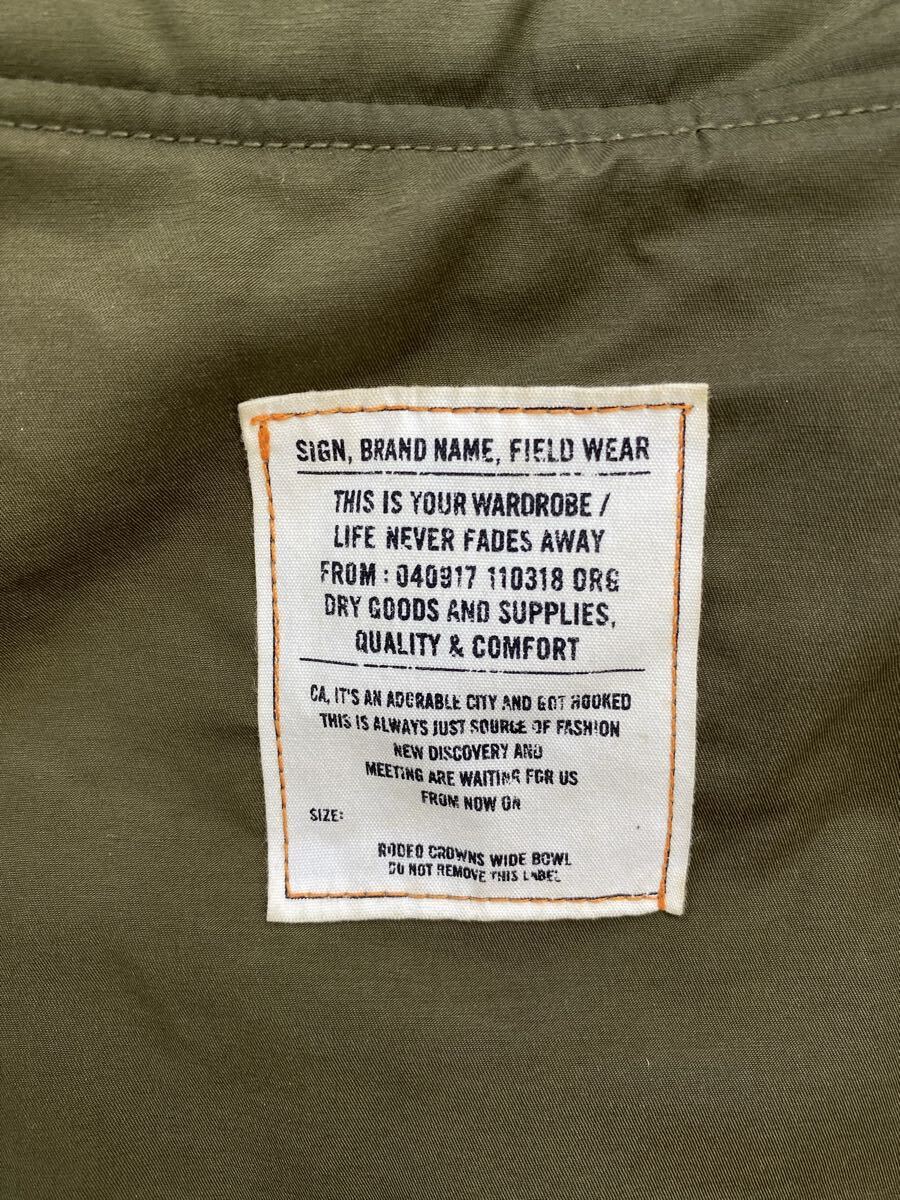 SIGN, BRAND NAME, FIELD WEAR
THIS IS YOUR WARDROBE /
LIFE NEVER FADES AWAY
FROM : 040917 110318 ORG
DRY GOODS AND SUPPLIES,
QUALITY & COMFORT
CA, IT'S AN ADORABLE CITY AND GOT HOOKED
THIS IS ALWAYS JUST SOURCE OF FASHION
NEW DISCOVERY AND
MEETING ARE WAITING FOR US
FROM NOW ON
SIZE:
RODEO CROWNS WIDE BOWL
DO NOT REMOVE THIS LABEL